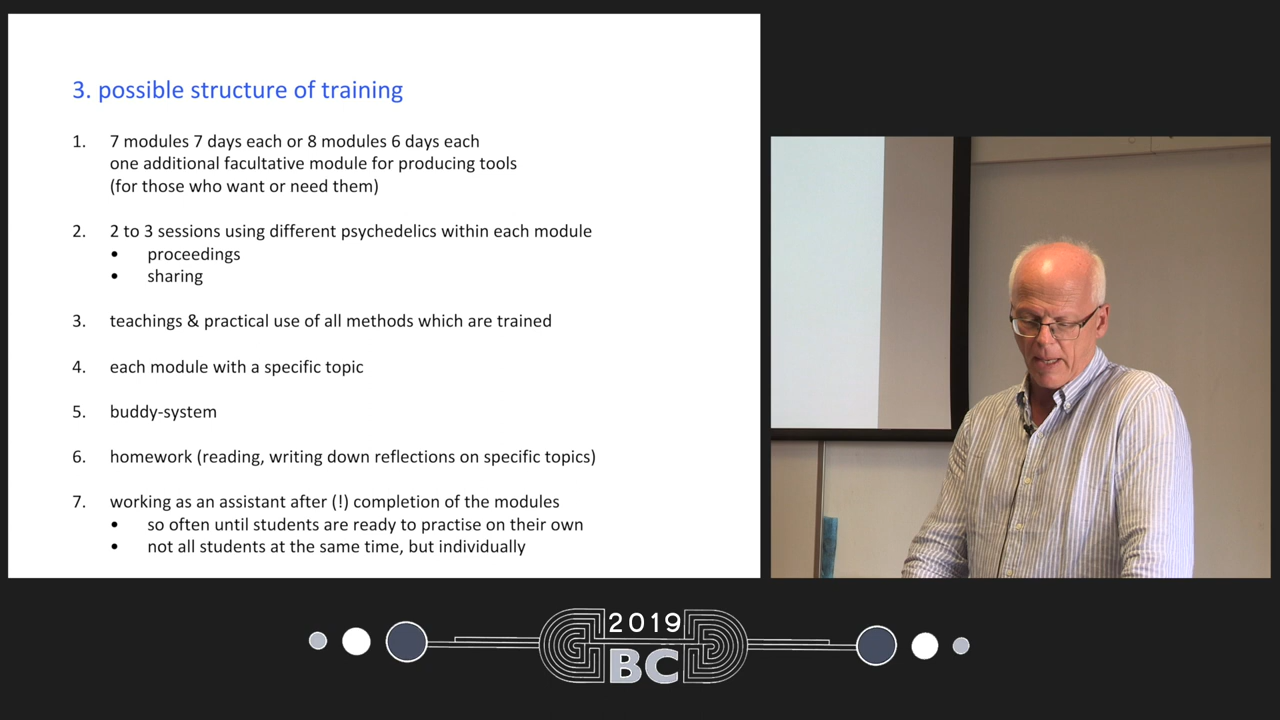 3. possible structure of training
1. 7 modules 7 days each or 8 modules 6 days each
one additional facultative module for producing tools
(for those who want or need them)
2. 2 to 3 sessions using different psychedelics within each module
• proceedings
• sharing
3. teachings & practical use of all methods which are trained
4. each module with a specific topic
5. buddy-system
6. homework (reading, writing down reflections on specific topics)
7. working as an assistant after (!) completion of the modules
• so often until students are ready to practise on their own
• not all students at the same time, but individually
2019
BC